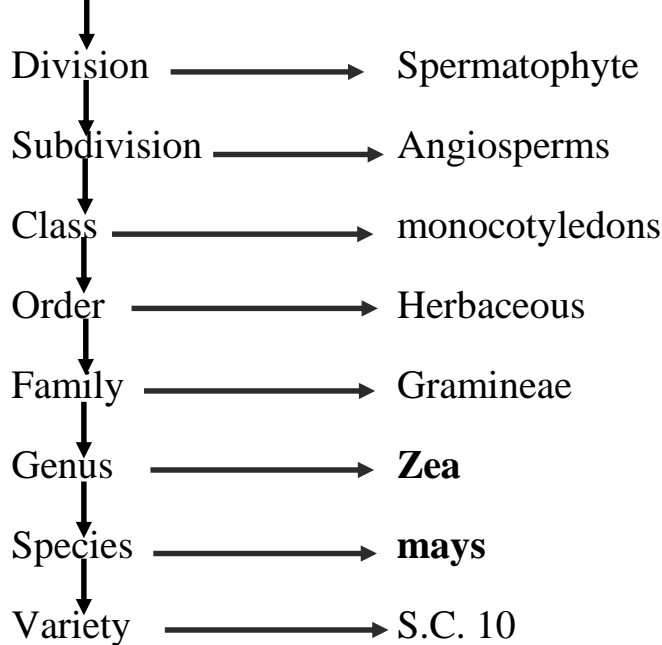 Division Spermatophyte
Subdivision Angiosperms
Class monocotyledons
Order Herbaceous
Family Gramineae
Genus Zea
Species mays
Variety S.C. 10